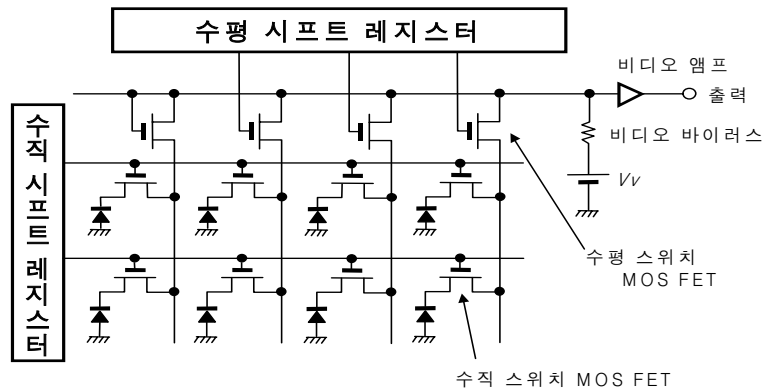 수평 시프트 레지스터
비디오 앰프
출력
수직 시프트 레지스터
비디오 바이러스
Vv
수평 스위치
MOS FET
수직 스위치 MOS FET